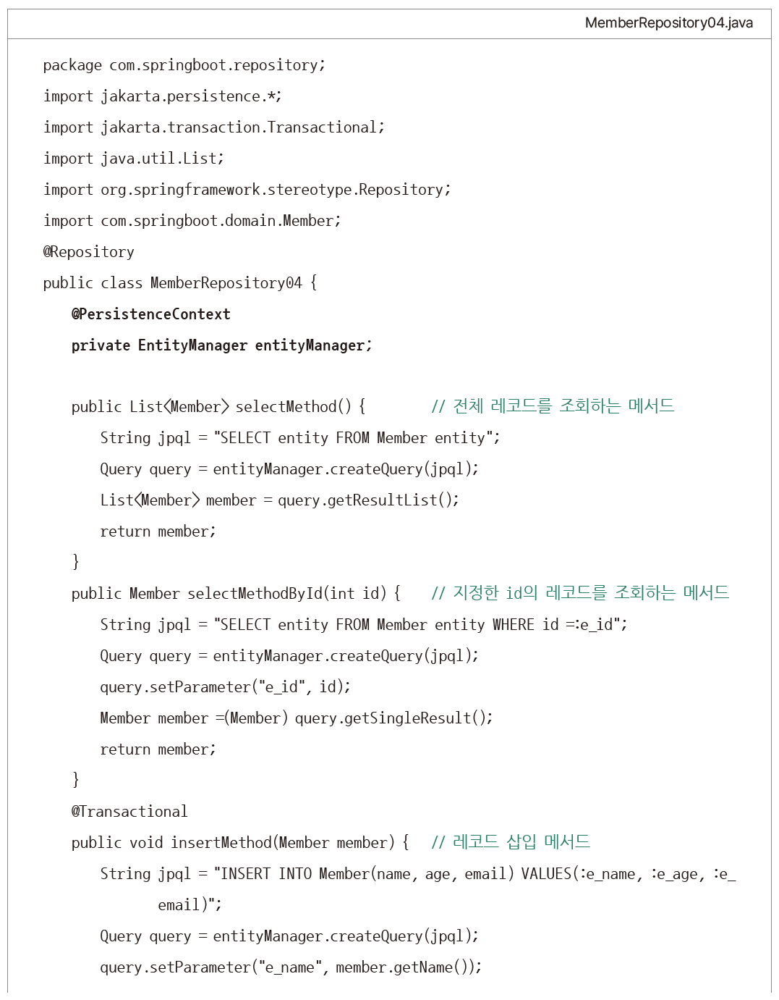 MemberRepository04.java
package com.springboot.repository;
import jakarta.persistence.*;
import jakarta.transaction.Transactional;
import java.util.List;
import org.springframework.stereotype.Repository;
import com.springboot.domain.Member;
@Repository
public class MemberRepository04 {
@PersistenceContext
private EntityManager entityManager;
public List<Member> selectMethod() { // 전체 레코드를 조회하는 메서드
String jpql = "SELECT entity FROM Member entity";
Query query = entityManager.createQuery(jpql);
List<Member> member = query.getResultList();
return member;
}
public Member selectMethodById(int id) { // 지정한 id의 레코드를 조회하는 메서드
String jpql = "SELECT entity FROM Member entity WHERE id =:e_id";
Query query = entityManager.createQuery(jpql);
query.setParameter("e_id", id);
Member member =(Member) query.getSingleResult();
return member;
}
@Transactional
public void insertMethod(Member member) { // 레코드 삽입 메서드
String jpql = "INSERT INTO Member(name, age, email) VALUES(:e_name, :e_age, :e_
email)";
Query query = entityManager.createQuery(jpql);
query.setParameter("e_name", member.getName());